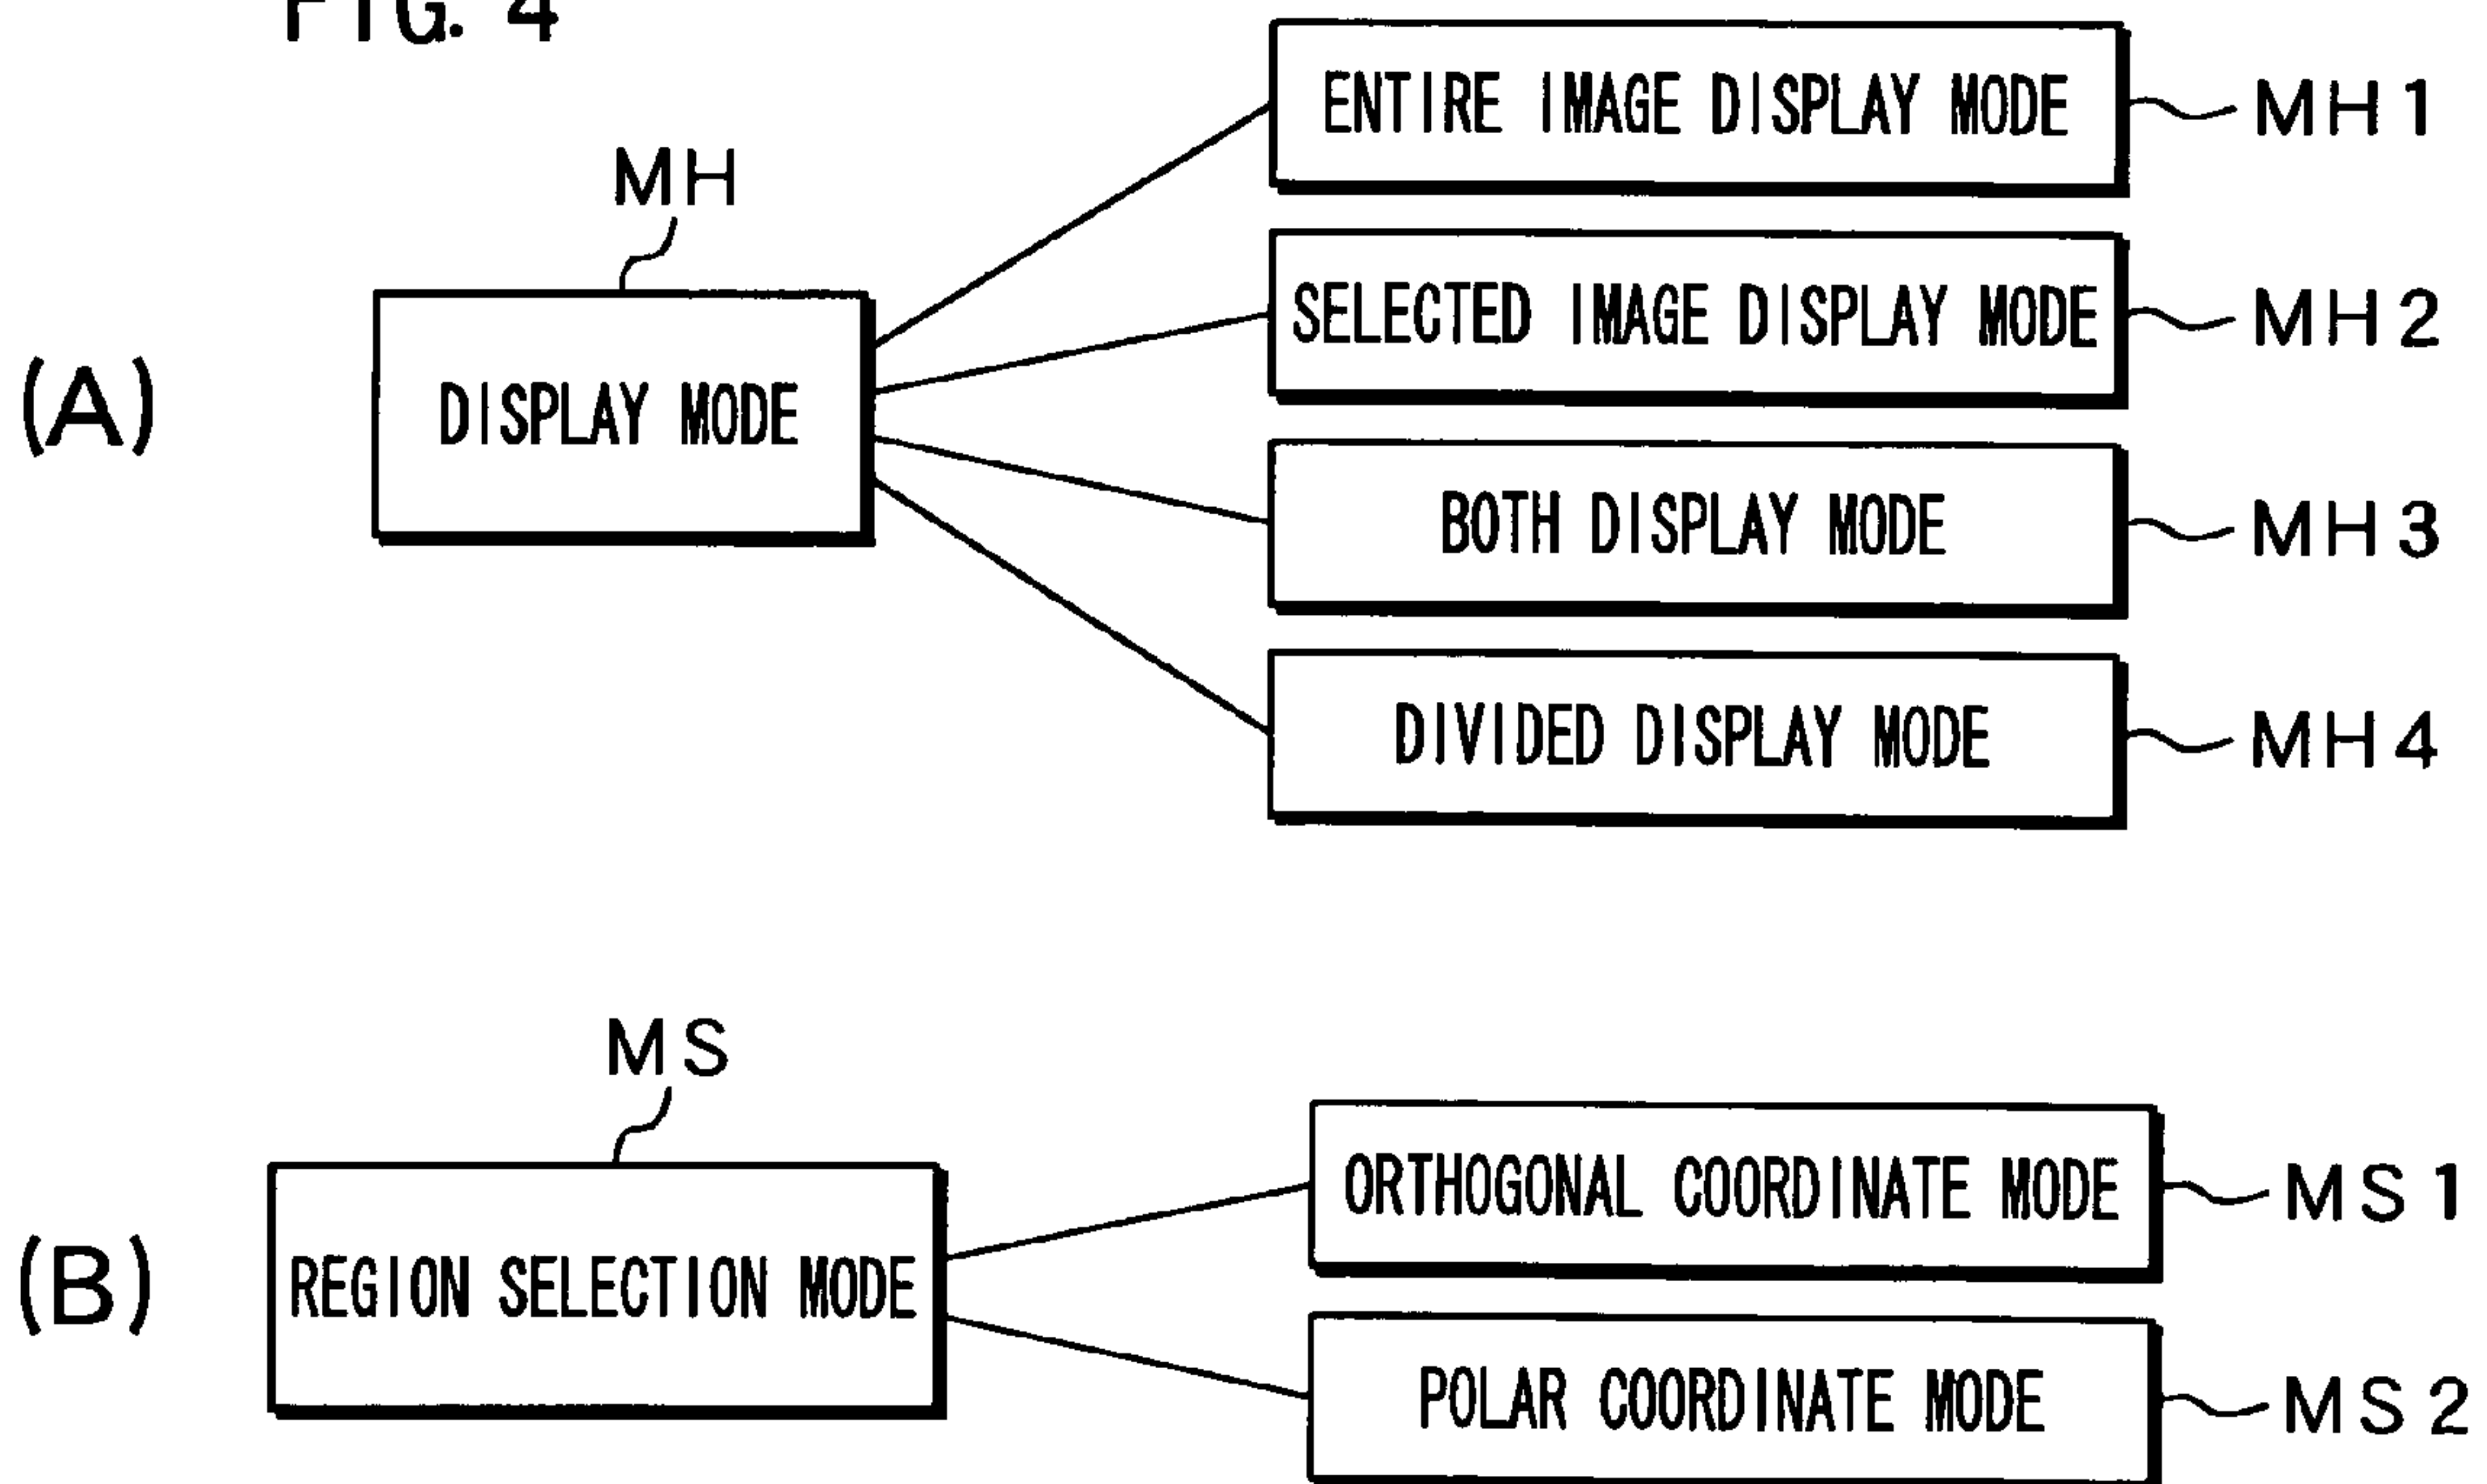 FIG. 4
ENTIRE IMAGE DISPLAY MODE
MH1
MH
SELECTED IMAGE DISPLAY MODE
MH2
(A)
DISPLAY MODE
BOTH DISPLAY MODE
MH3
DIVIDED DISPLAY MODE
MH4
MS
ORTHOGONAL COORDINATE MODE
MS1
(B)
REGION SELECTION MODE
POLAR COORDINATE MODE
MS2